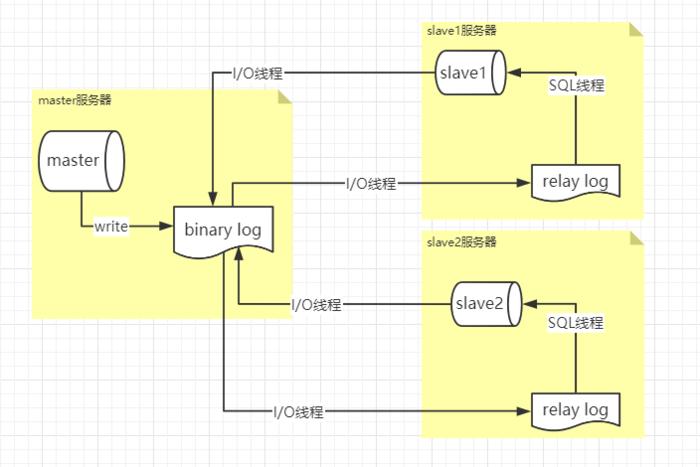 slave1服务器
slave1
I/O线程
SQL线程
master服务器
master
I/O线程
relay log
write
binary log
slave2服务器
I/O线程
slave2
SQL线程
I/O线程
relay log